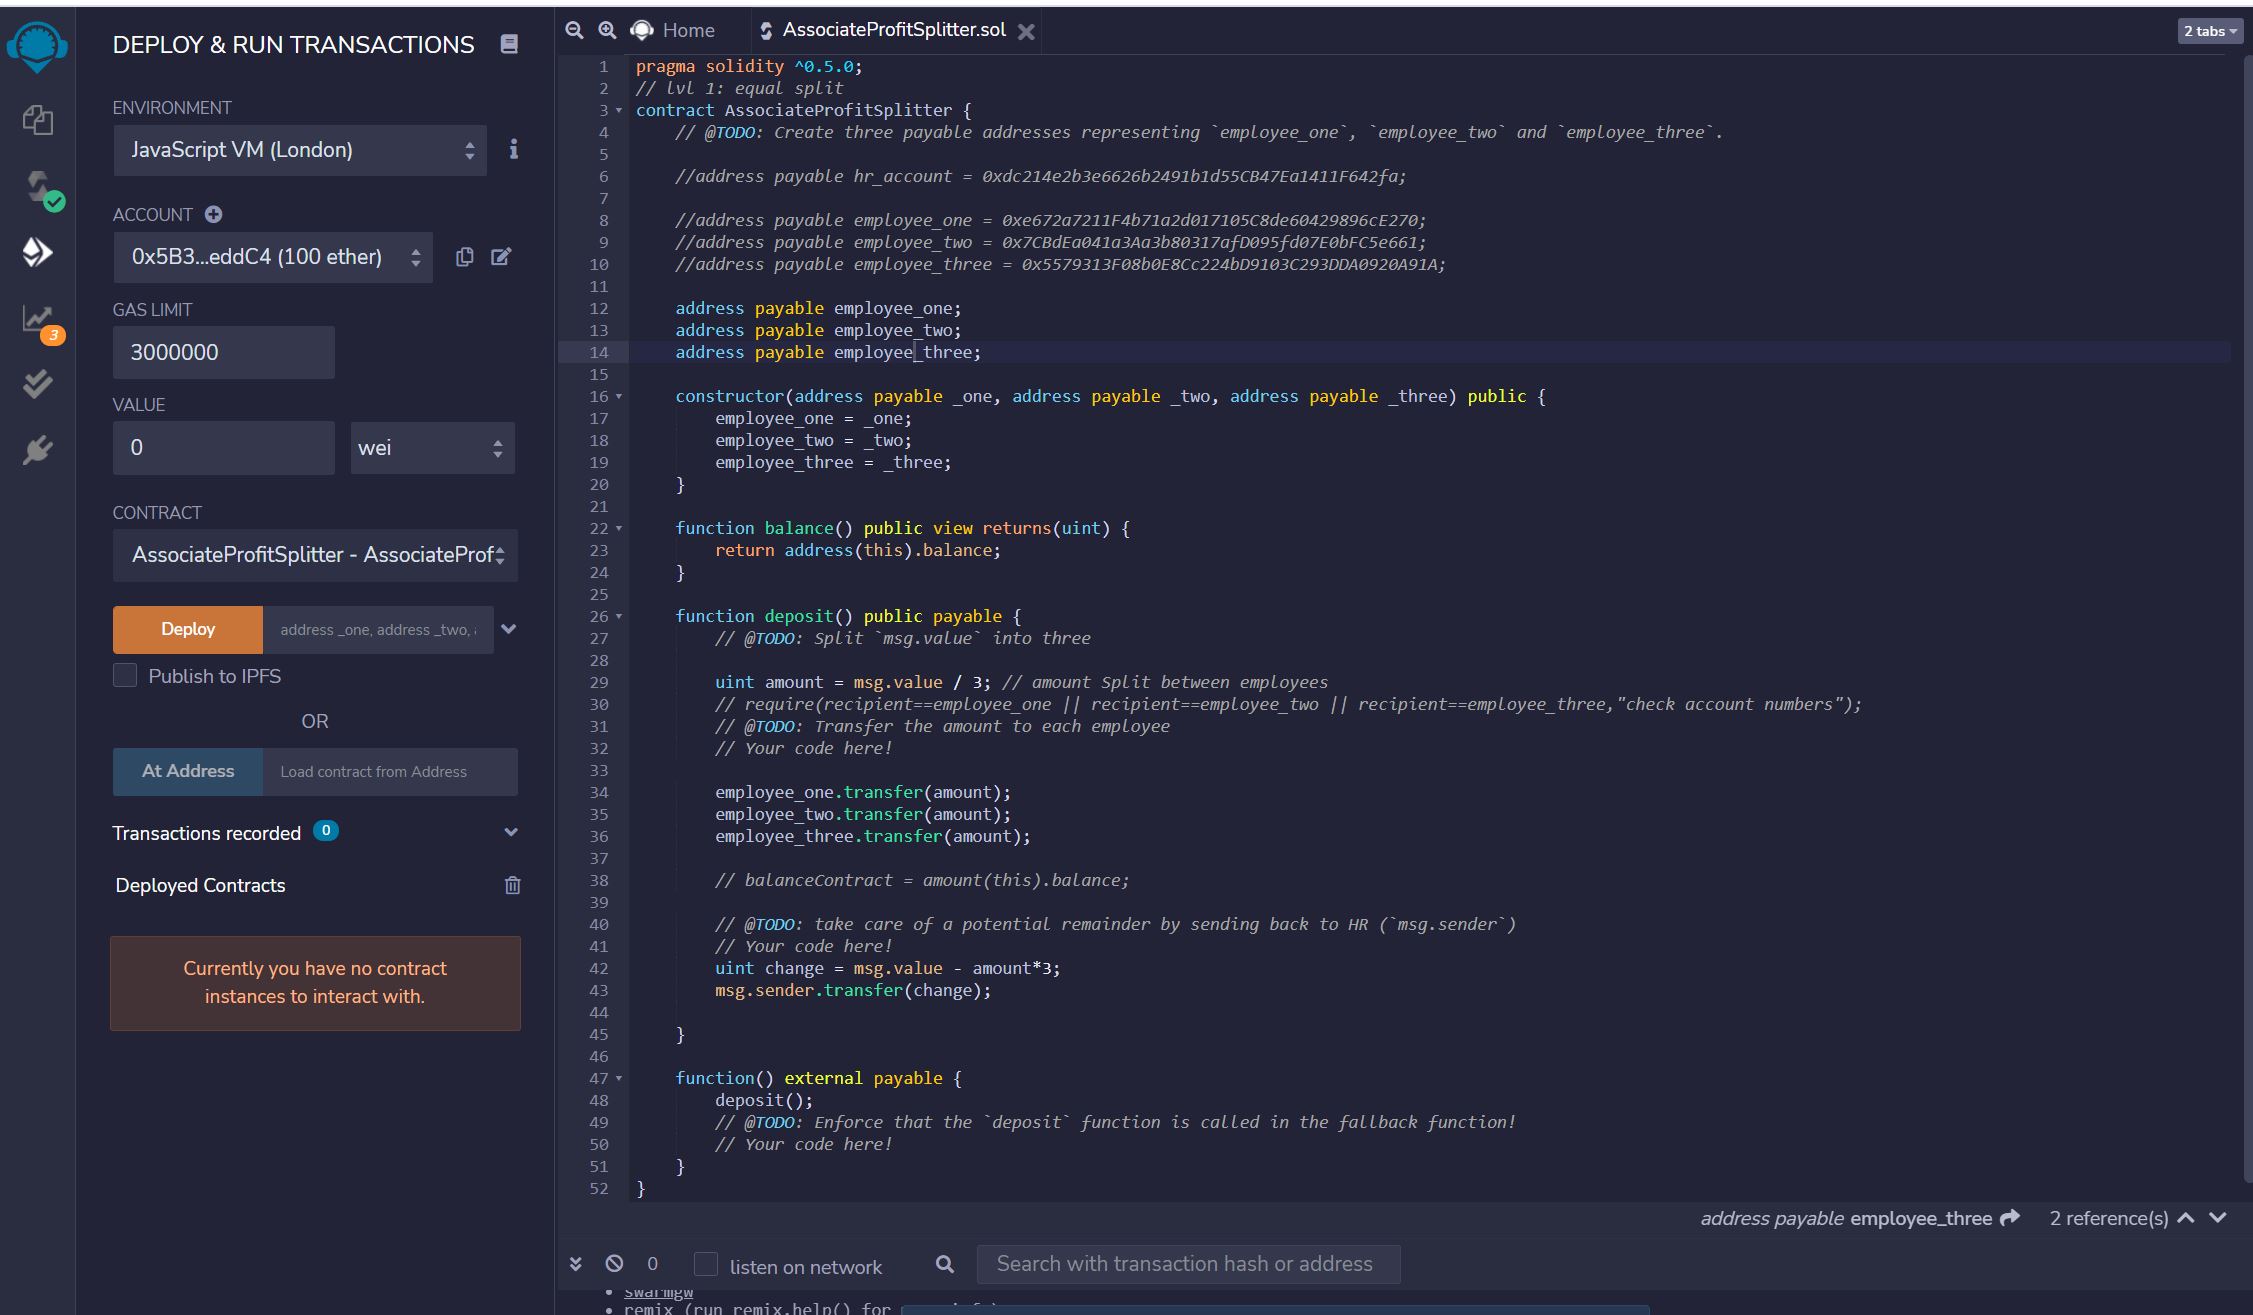 DEPLOY & RUN TRANSACTIONS
ENVIRONMENT
JavaScript VM (London)
ACCOUNT
0x5B3...eddC4 (100 ether)
GAS LIMIT
3000000
VALUE
0
wei
CONTRACT
AssociateProfitSplitter - AssociateProf
Deploy
address _one, address _two,
Publish to IPFS
OR
At Address
Load contract from Address
Transactions recorded 0
Deployed Contracts
Currently you have no contract
instances to interact with.
3
Home
AssociateProfitSplitter.sol
2 tabs
1 pragma solidity ^0.5.0;
2 // lvl 1: equal split
3 contract AssociateProfitSplitter {
4 // @TODO: Create three payable addresses representing `employee_one`, `employee_two` and `employee_three`.
5
6 //address payable hr_account = 0xdc214e2b3e6626b2491b1d55CB47Ea1411F642fa;
7
8 //address payable employee_one = 0xe672a7211F4b71a2d017105C8de60429896cE270;
9 //address payable employee_two = 0x7CBdEa041a3Aa3b80317afD095fd07E0bFC5e661;
10 //address payable employee_three = 0x5579313F08b0E8Cc224bD9103C293DDA0920A91A;
11
12 address payable employee_one;
13 address payable employee_two;
14 address payable employee_three;
15
16 constructor(address payable _one, address payable _two, address payable _three) public {
17 employee_one = _one;
18 employee_two = _two;
19 employee_three = _three;
20 }
21
22 function balance() public view returns(uint) {
23 return address(this).balance;
24 }
25
26 function deposit() public payable {
27 // @TODO: Split `msg.value` into three
28
29 uint amount = msg.value / 3; // amount Split between employees
30 // require(recipient==employee_one || recipient==employee_two || recipient==employee_three,"check account numbers");
31 // @TODO: Transfer the amount to each employee
32 // Your code here!
33
34 employee_one.transfer(amount);
35 employee_two.transfer(amount);
36 employee_three.transfer(amount);
37
38 // balanceContract = amount(this).balance;
39
40 // @TODO: take care of a potential remainder by sending back to HR (`msg.sender`)
41 // Your code here!
42 uint change = msg.value - amount*3;
43 msg.sender.transfer(change);
44
45 }
46
47 function() external payable {
48 deposit();
49 // @TODO: Enforce that the `deposit` function is called in the fallback function!
50 // Your code here!
51 }
52 }
address payable employee_three 2 reference(s)
0 listen on network Search with transaction hash or address
swarmgw
remix (run remix.help() for